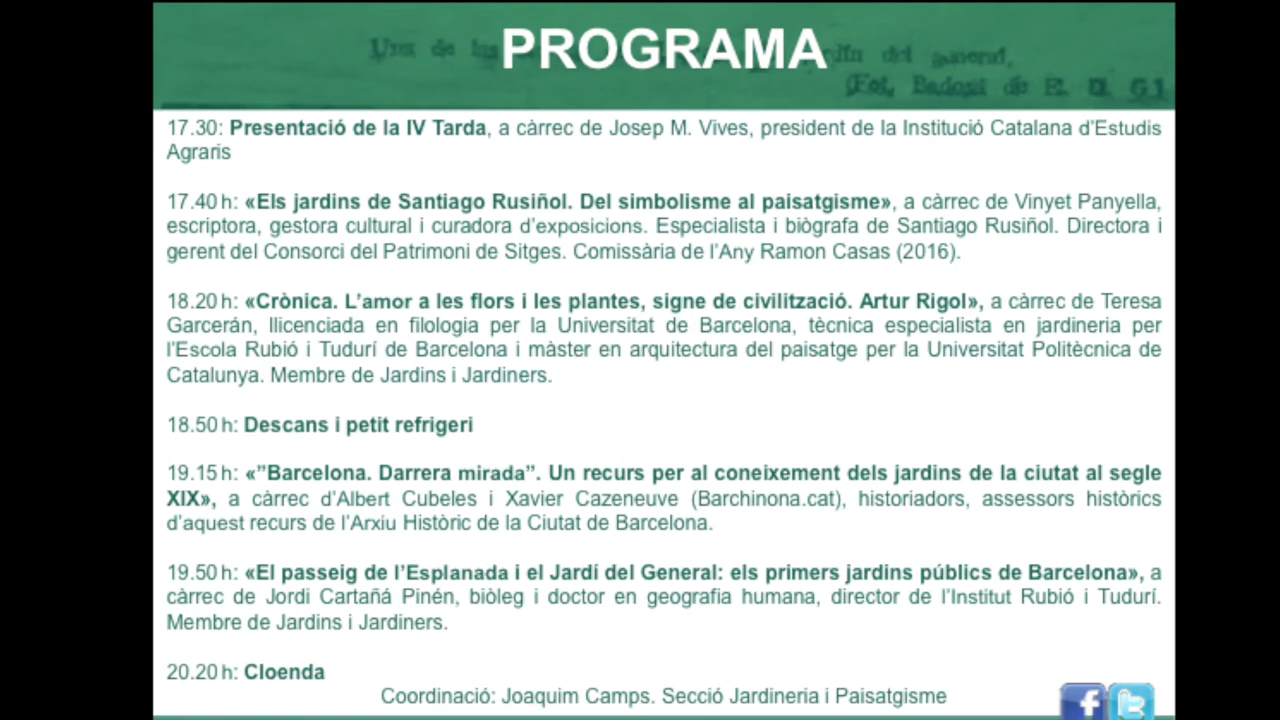 Una de las
PROGRAMA
del general,
(Fot. Badosa de E. D. G.)
17.30: Presentació de la IV Tarda, a càrrec de Josep M. Vives, president de la Institució Catalana d'Estudis
Agraris
17.40 h: «Els jardins de Santiago Rusiñol. Del simbolisme al paisatgisme», a càrrec de Vinyet Panyella,
escriptora, gestora cultural i curadora d'exposicions. Especialista i biògrafa de Santiago Rusiñol. Directora i
gerent del Consorci del Patrimoni de Sitges. Comissària de l'Any Ramon Casas (2016).
18.20 h: «Crònica. L'amor a les flors i les plantes, signe de civilització. Artur Rigol», a càrrec de Teresa
Garcerán, llicenciada en filologia per la Universitat de Barcelona, tècnica especialista en jardineria per
l'Escola Rubió i Tudurí de Barcelona i màster en arquitectura del paisatge per la Universitat Politècnica de
Catalunya. Membre de Jardins i Jardiners.
18.50 h: Descans i petit refrigeri
19.15 h: «"Barcelona. Darrera mirada". Un recurs per al coneixement dels jardins de la ciutat al segle
XIX», a càrrec d'Albert Cubeles i Xavier Cazeneuve (Barchinona.cat), historiadors, assessors històrics
d'aquest recurs de l'Arxiu Històric de la Ciutat de Barcelona.
19.50 h: «El passeig de l'Esplanada i el Jardí del General: els primers jardins públics de Barcelona», a
càrrec de Jordi Cartañá Pinén, biòleg i doctor en geografia humana, director de l'Institut Rubió i Tudurí.
Membre de Jardins i Jardiners.
20.20 h: Cloenda
Coordinació: Joaquim Camps. Secció Jardineria i Paisatgisme